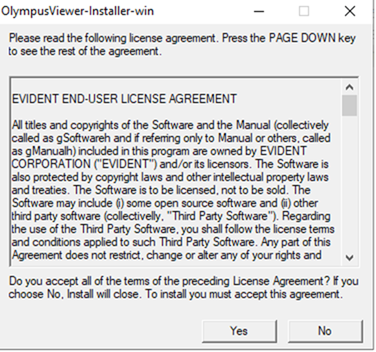 OlympusViewer-Installer-win
Please read the following license agreement. Press the PAGE DOWN key
to see the rest of the agreement.
EVIDENT END-USER LICENSE AGREEMENT
All titles and copyrights of the Software and the Manual (collectively
called as gSoftwareh and if referring only to Manual or others, called
as gManualh) included in this program are owned by EVIDENT
CORPORATION ("EVIDENT") and/or its licensors. The Software is
also protected by copyright laws and other intellectual property laws
and treaties. The Software is to be licensed, not to be sold. The
Software may include (i) some open source software and (ii) other
third party software (collectivelly, "Third Party Software"). Regarding
the use of the Third Party Software, you shall follow the license terms
and conditions applied to such Third Party Software. Any part of this
Agreement does not restrict, change or alter any of your rights and
Do you accept all of the terms of the preceding License Agreement? If you
choose No, Install will close. To install you must accept this agreement.
Yes
No